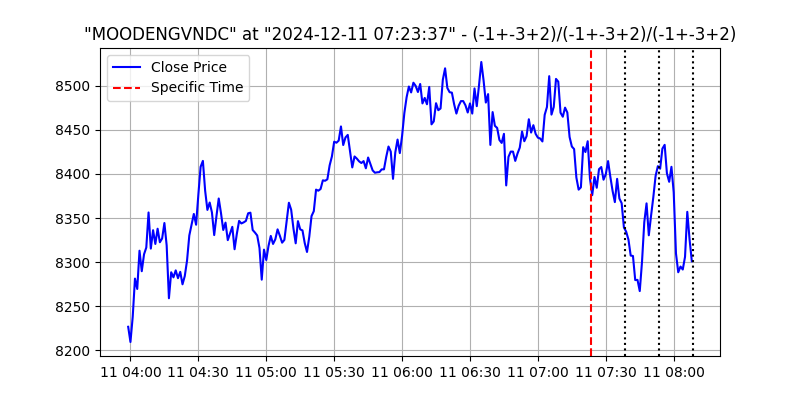 "MOODENGVNDC" at "2024-12-11 07:23:37" - (-1+-3+2)/(-1+-3+2)/(-1+-3+2)
Close Price
Specific Time
8500
8450
8400
8350
8300
8250
8200
11 04:00 11 04:30 11 05:00 11 05:30 11 06:00 11 06:30 11 07:00 11 07:30 11 08:00